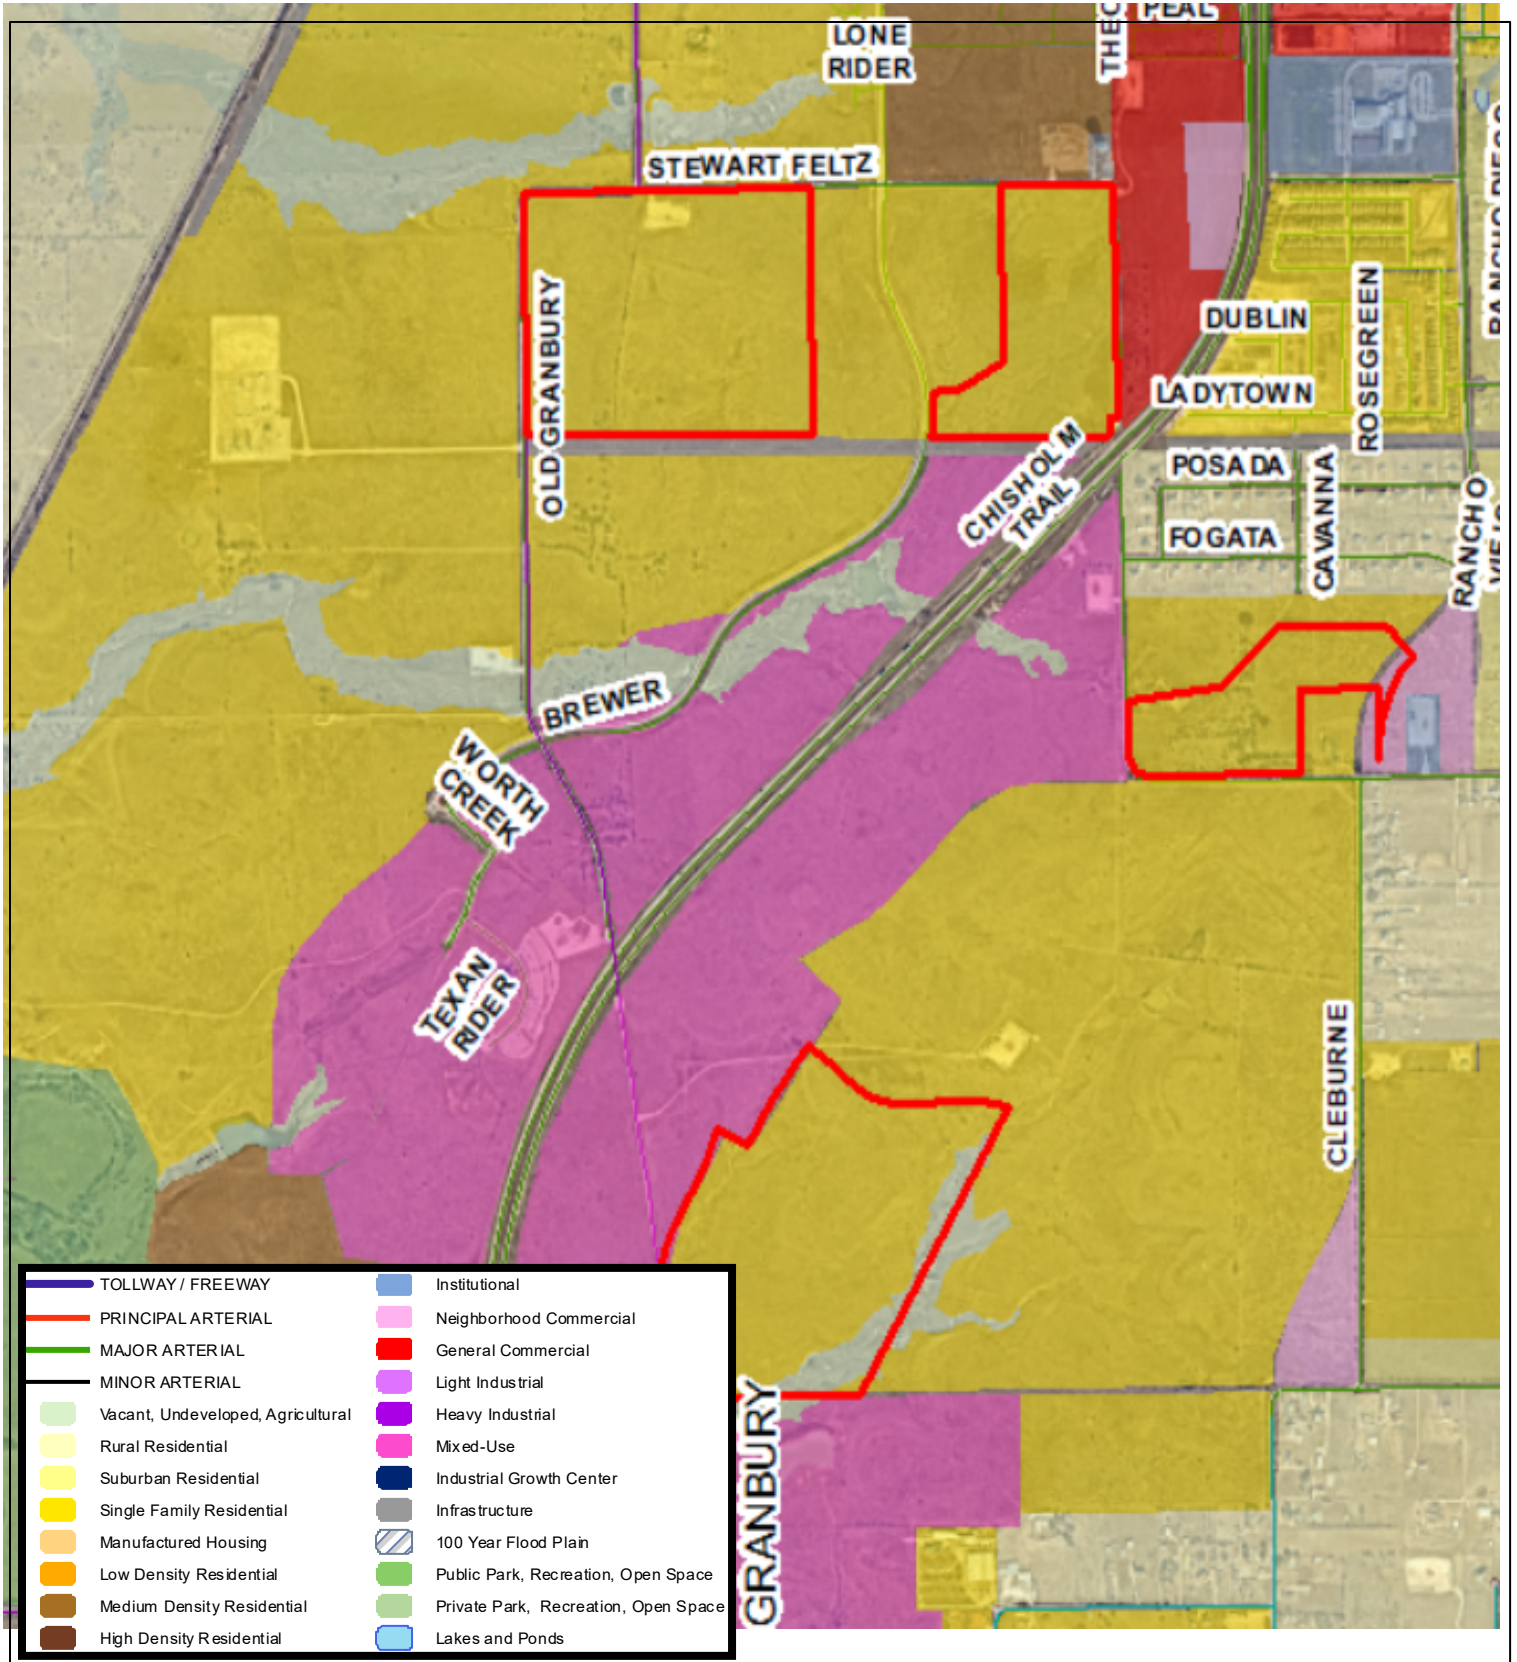 LONE
RIDER
THEO
PEAL
STEWART FELTZ
OLD GRANBURY
DUBLIN
ROSEGREEN
LADYTOWN
CHISHOLM
TRAIL
POSADA
FOGATA
CAVANNA
RANCHO
BREWER
WORTH
CREEK
TEXAN
RIDER
CLEBURNE
GRANBURY
TOLLWAY / FREEWAY
PRINCIPAL ARTERIAL
MAJOR ARTERIAL
MINOR ARTERIAL
Vacant, Undeveloped, Agricultural
Rural Residential
Suburban Residential
Single Family Residential
Manufactured Housing
Low Density Residential
Medium Density Residential
High Density Residential
Institutional
Neighborhood Commercial
General Commercial
Light Industrial
Heavy Industrial
Mixed-Use
Industrial Growth Center
Infrastructure
100 Year Flood Plain
Public Park, Recreation, Open Space
Private Park, Recreation, Open Space
Lakes and Ponds